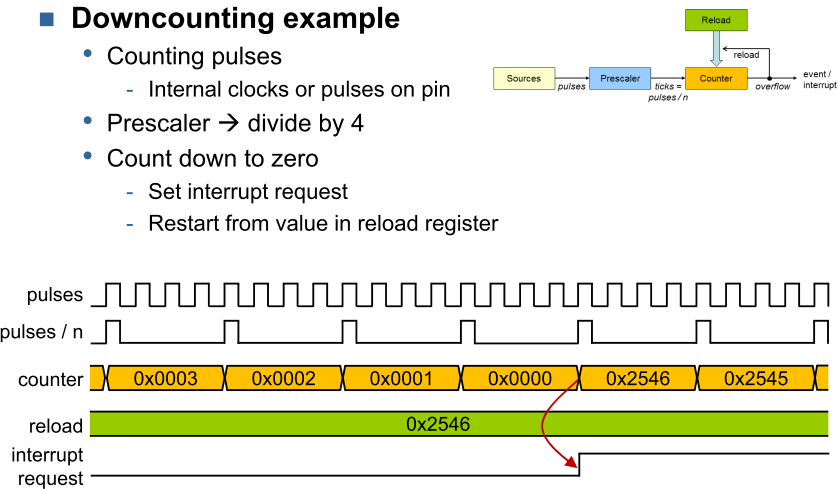 Downcounting example
• Counting pulses
- Internal clocks or pulses on pin
• Prescaler → divide by 4
• Count down to zero
- Set interrupt request
- Restart from value in reload register
Reload
reload
Sources
pulses
Prescaler
ticks =
pulses / n
Counter
overflow
event /
interrupt
pulses
pulses / n
counter 0x0003 0x0002 0x0001 0x0000 0x2546 0x2545
reload 0x2546
interrupt
request